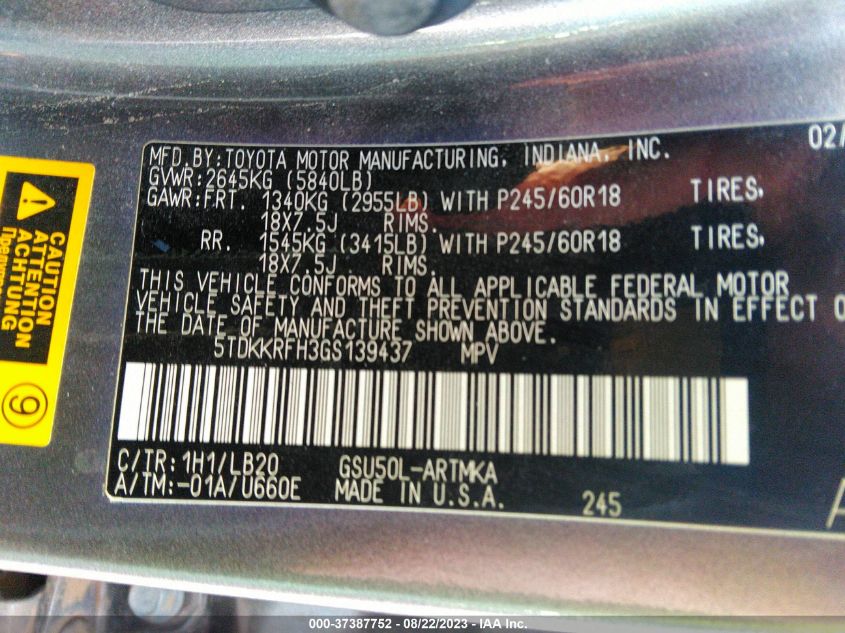 02/
MFD.BY:TOYOTA MOTOR MANUFACTURING, INDIANA, INC.
GVWR:2645KG (5840LB)
GAWR:FRT. 1340KG (2955LB) WITH P245/60R18 TIRES,
18X7.5J RIMS.
RR. 1545KG (3415LB) WITH P245/60R18 TIRES,
18X7.5J RIMS.
THIS VEHICLE CONFORMS TO ALL APPLICABLE FEDERAL MOTOR
VEHICLE SAFETY AND THEFT PREVENTION STANDARDS IN EFFECT O
THE DATE OF MANUFACTURE SHOWN ABOVE.
5TDKKRFH3GS139437 MPV
C/TR:1H1/LB20 GSU50L-ARTMKA
A/TM:-01A/U660E MADE IN U.S.A. 245
CAUTION
ATTENTION
ACHTUNG
9
000-37387752 - 08/22/2023 - IAA Inc.